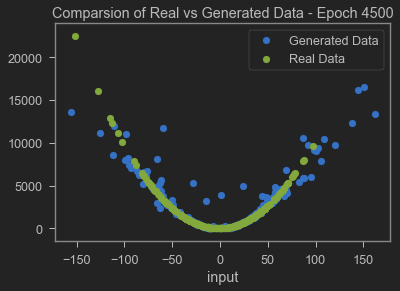 Comparsion of Real vs Generated Data - Epoch 4500
Generated Data
Real Data
20000
15000
10000
5000
0
−150 −100 −50 0 50 100 150
input